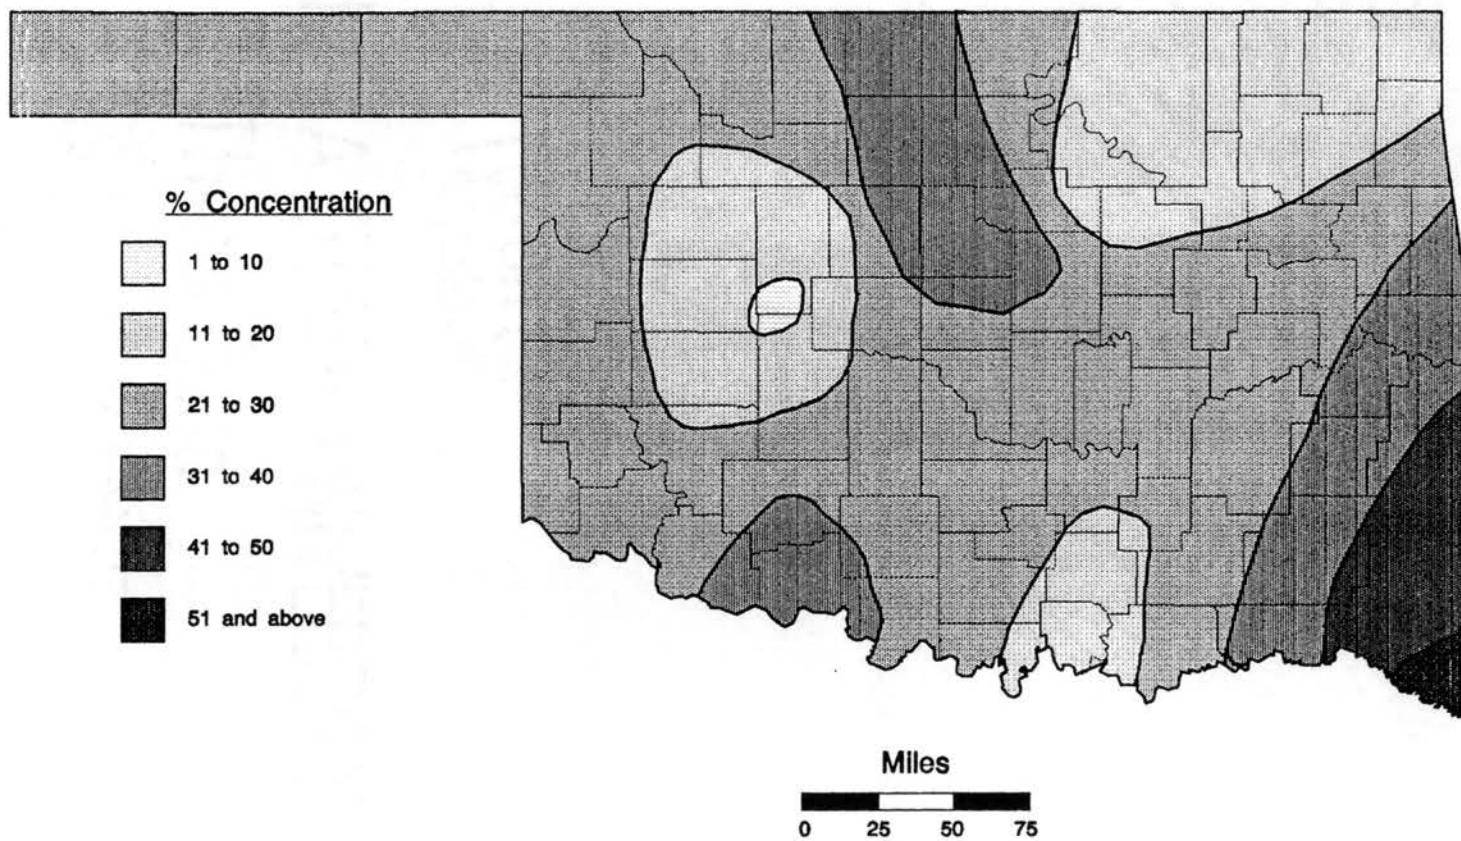 % Concentration
1 to 10
11 to 20
21 to 30
31 to 40
41 to 50
51 and above
Miles
0 25 50 75